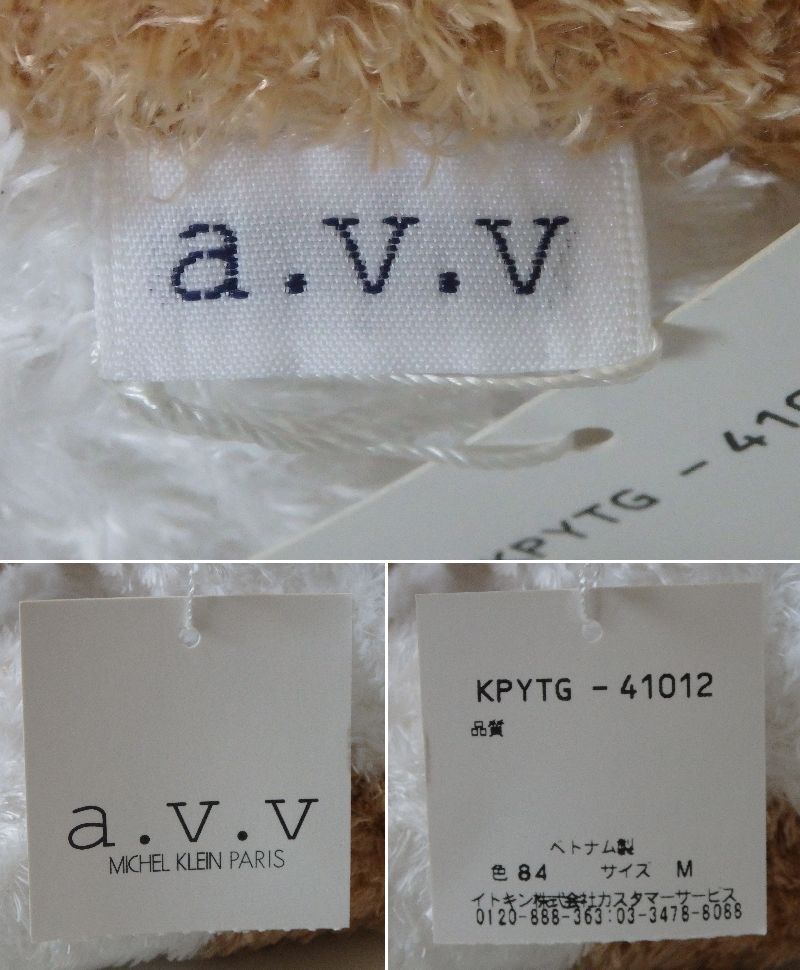 a.v.v
KPYTG - 410
a.v.v
MICHEL KLEIN PARIS
KPYTG - 41012
品質
ベトナム製
色 84 サイズ M
イトキン株式会社カスタマーサービス
0120-888-363:03-3478-8088